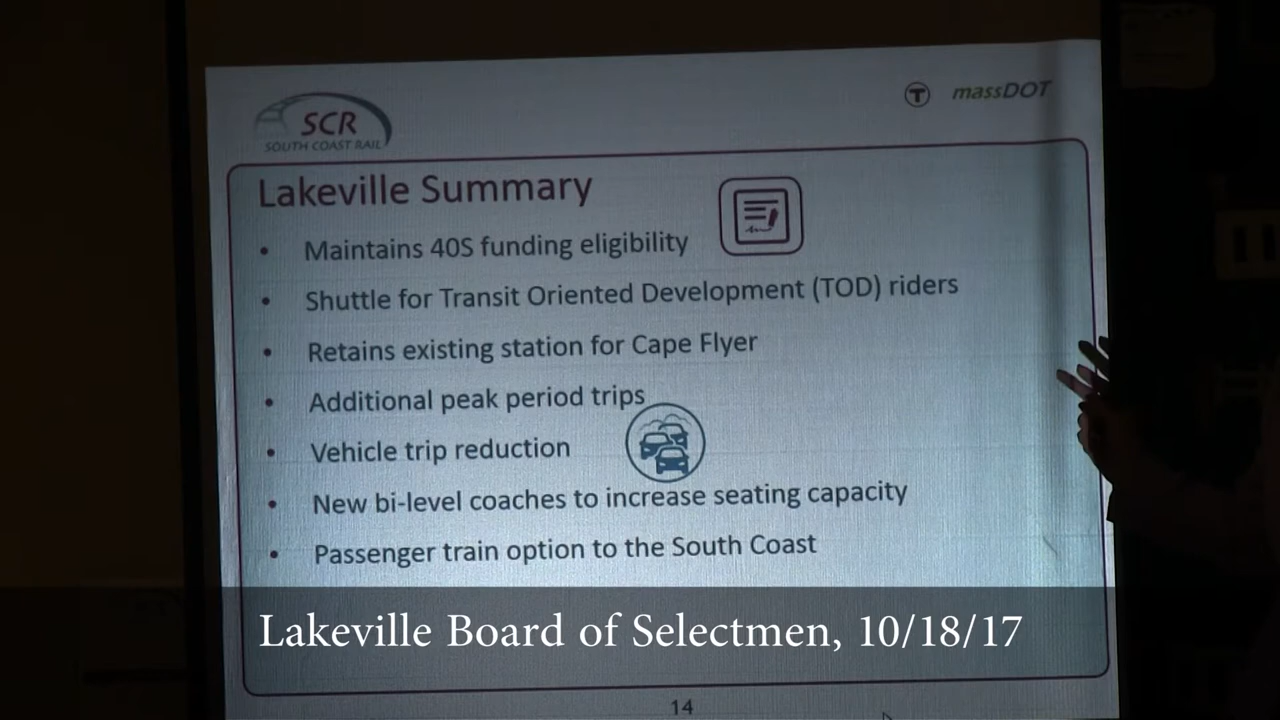 SCR
SOUTH COAST RAIL
T massDOT
Lakeville Summary
• Maintains 40S funding eligibility
• Shuttle for Transit Oriented Development (TOD) riders
• Retains existing station for Cape Flyer
• Additional peak period trips
• Vehicle trip reduction
• New bi-level coaches to increase seating capacity
• Passenger train option to the South Coast
Lakeville Board of Selectmen, 10/18/17
14